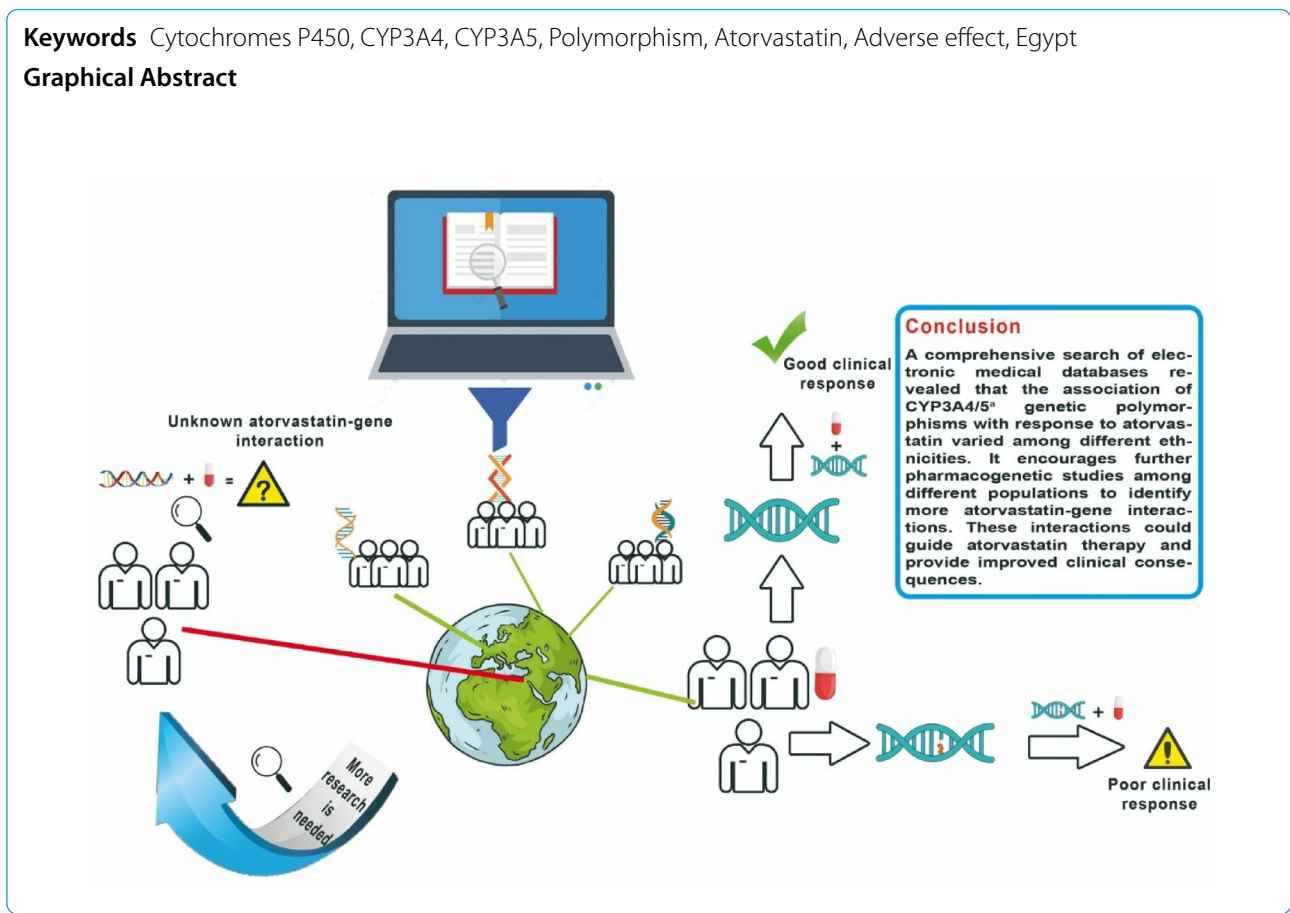 Keywords Cytochromes P450, CYP3A4, CYP3A5, Polymorphism, Atorvastatin, Adverse effect, Egypt
Graphical Abstract
Unknown atorvastatin-gene
interaction
+
=
?
More
research
is
needed
Good clinical
response
+
+
Poor clinical
response
Conclusion
A comprehensive search of elec-
tronic medical databases re-
vealed that the association of
CYP3A4/5ᵃ genetic polymor-
phisms with response to atorvas-
tatin varied among different eth-
nicities. It encourages further
pharmacogenetic studies among
different populations to identify
more atorvastatin-gene interac-
tions. These interactions could
guide atorvastatin therapy and
provide improved clinical conse-
quences.